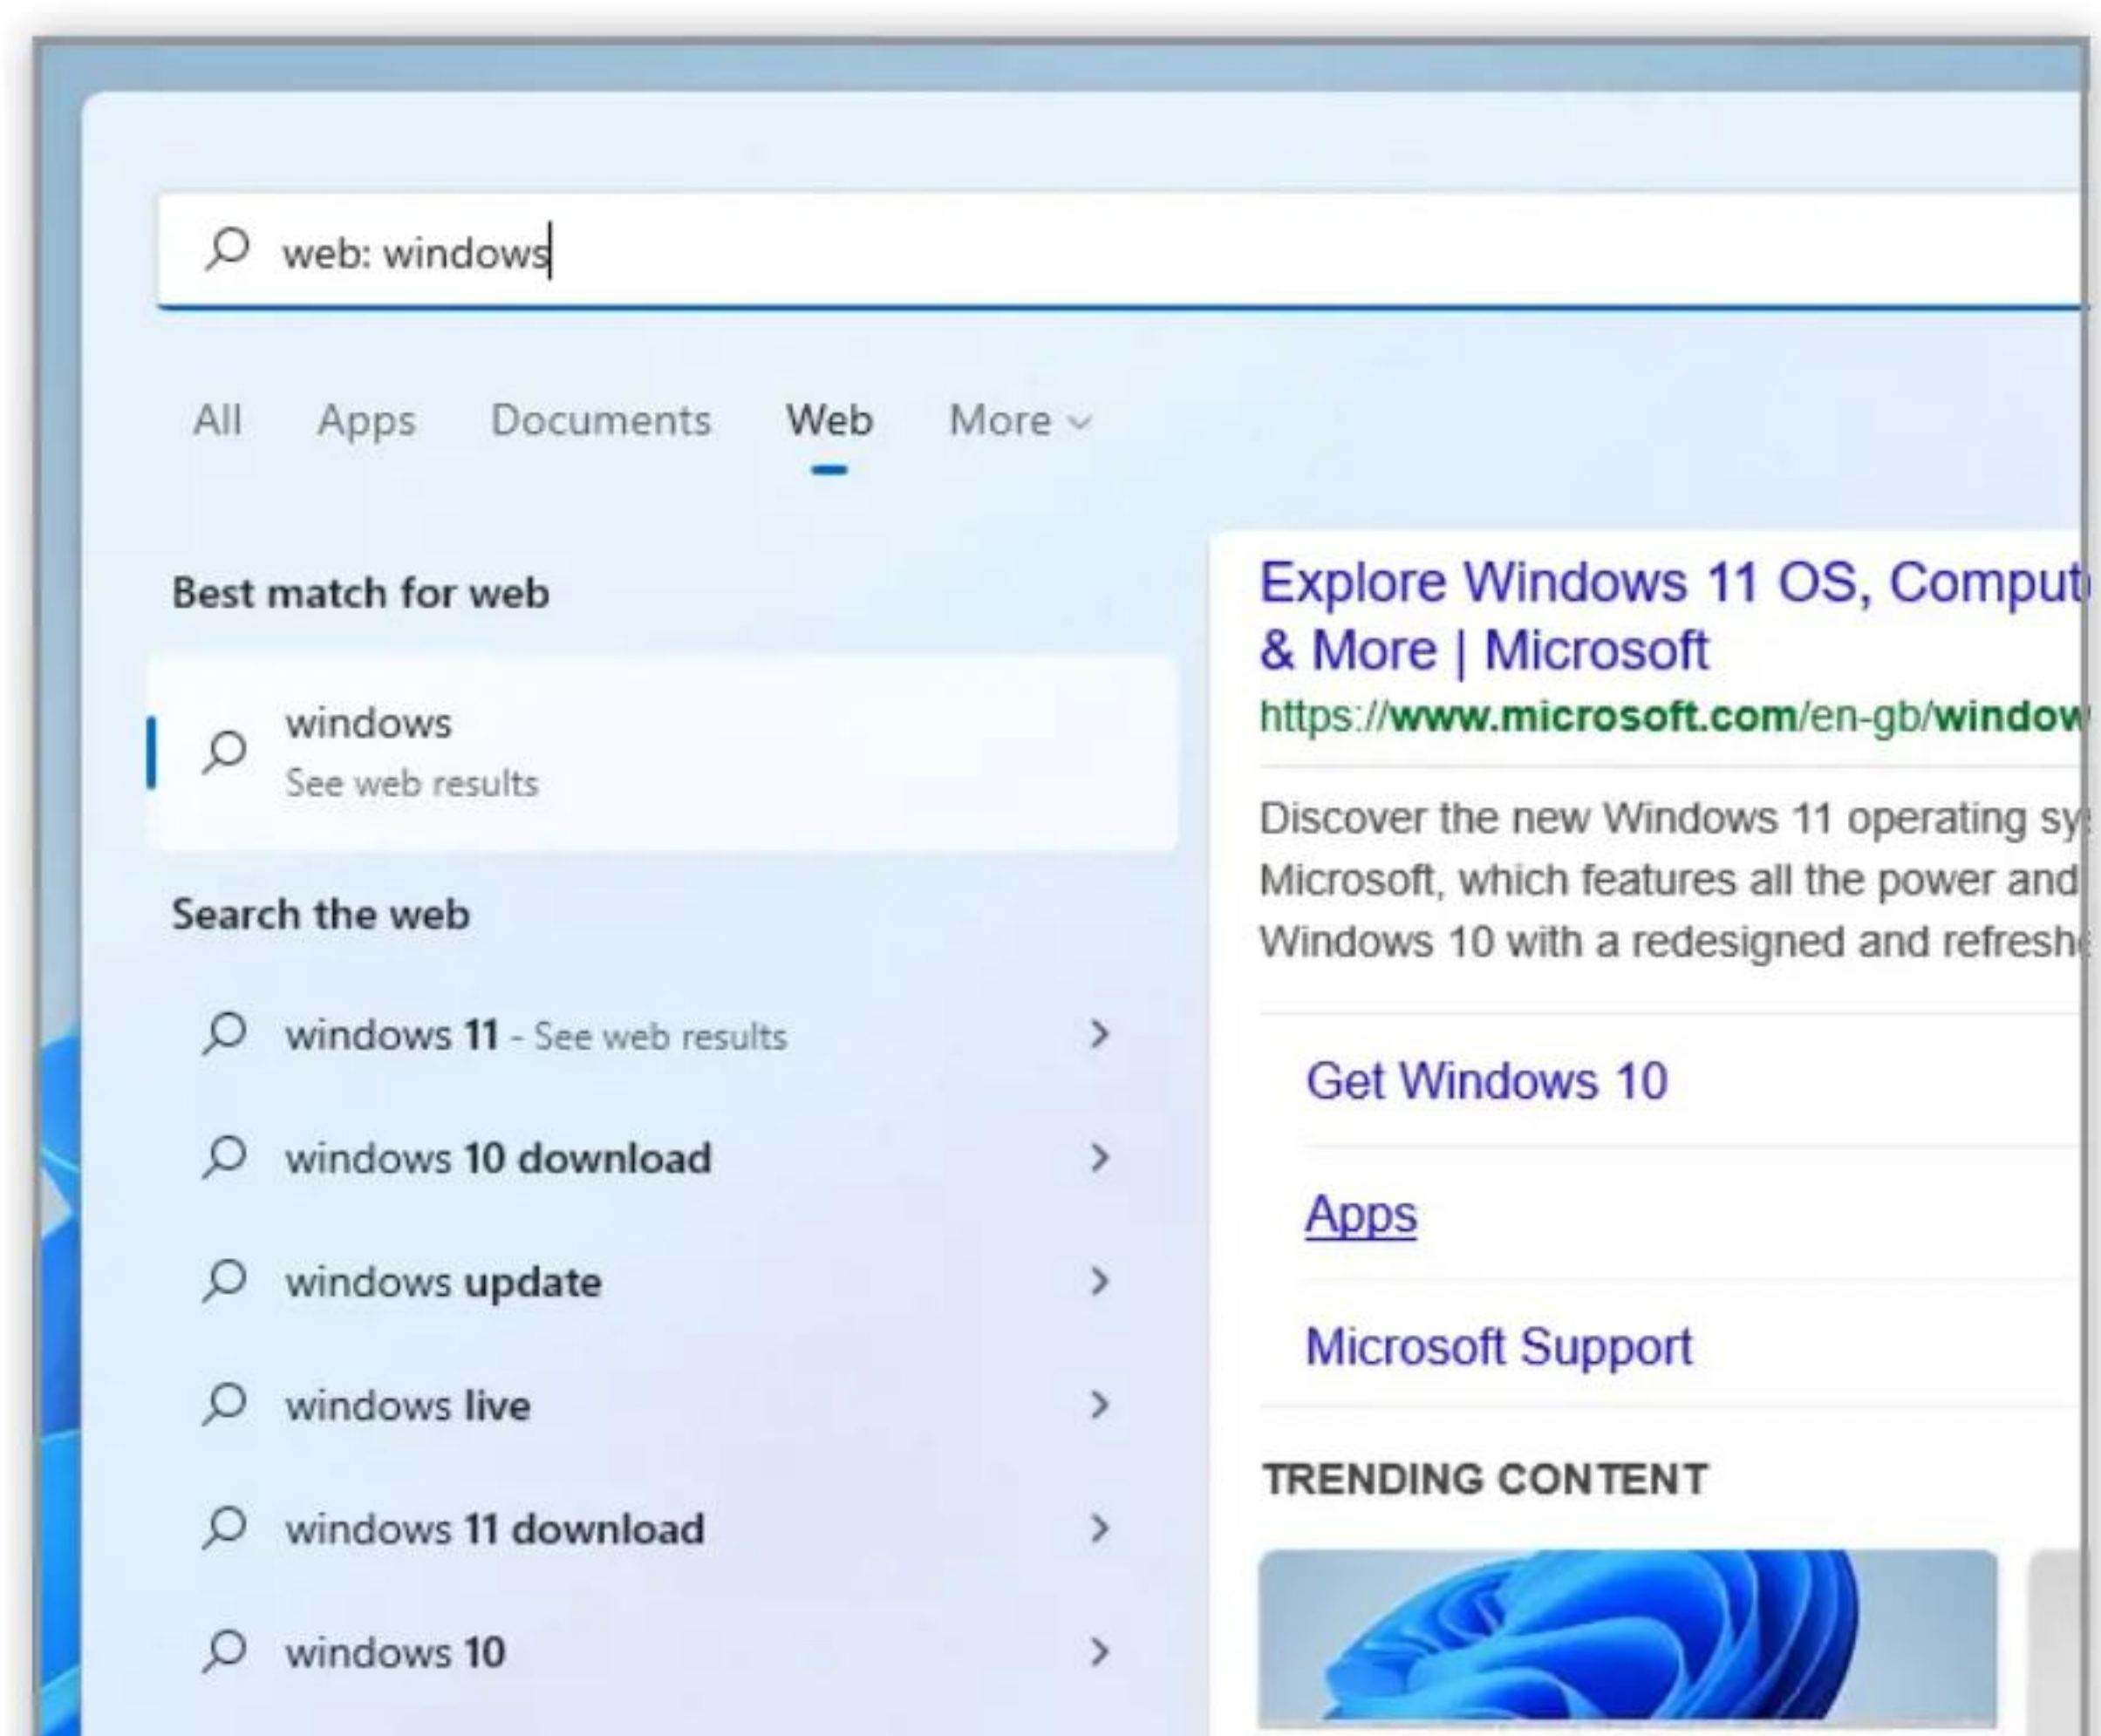 web: windows
All Apps Documents Web More
Best match for web
windows
See web results
Search the web
windows 11 - See web results
windows 10 download
windows update
windows live
windows 11 download
windows 10
Explore Windows 11 OS, Comput
& More | Microsoft
https://www.microsoft.com/en-gb/window
Discover the new Windows 11 operating sy
Microsoft, which features all the power and
Windows 10 with a redesigned and refresh
Get Windows 10
Apps
Microsoft Support
TRENDING CONTENT